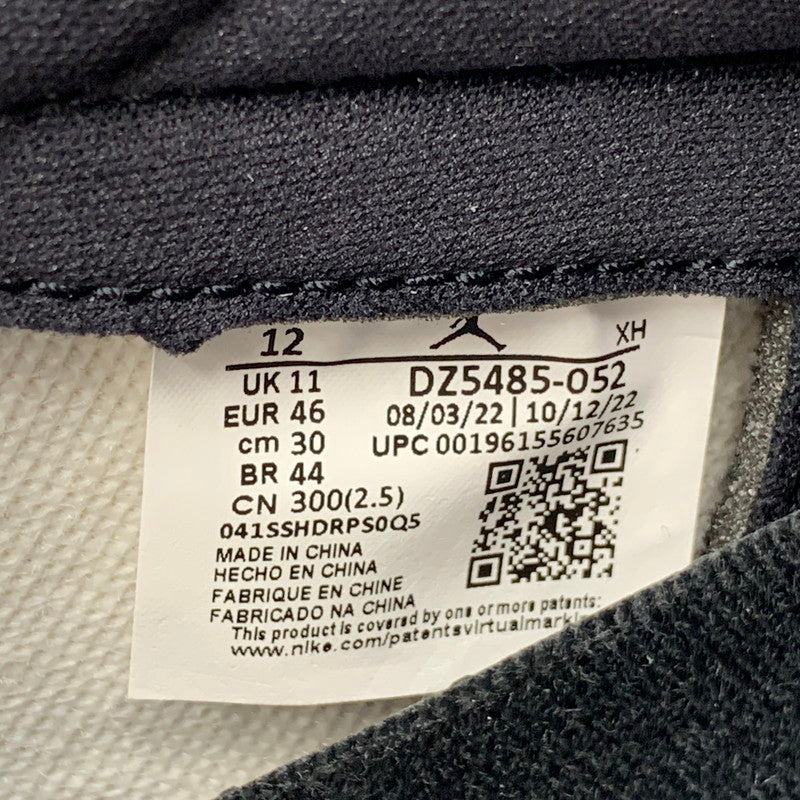 12 XH
UK 11 DZ5485-052
EUR 46 08/03/22 | 10/12/22
cm 30 UPC 00196155607635
BR 44
CN 300(2.5)
041SSHDRPS0Q5
MADE IN CHINA
HECHO EN CHINA
FABRIQUE EN CHINE
FABRICADO NA CHINA
This product is covered by one or more patents:
www.nike.com/patentsvirtualmarki